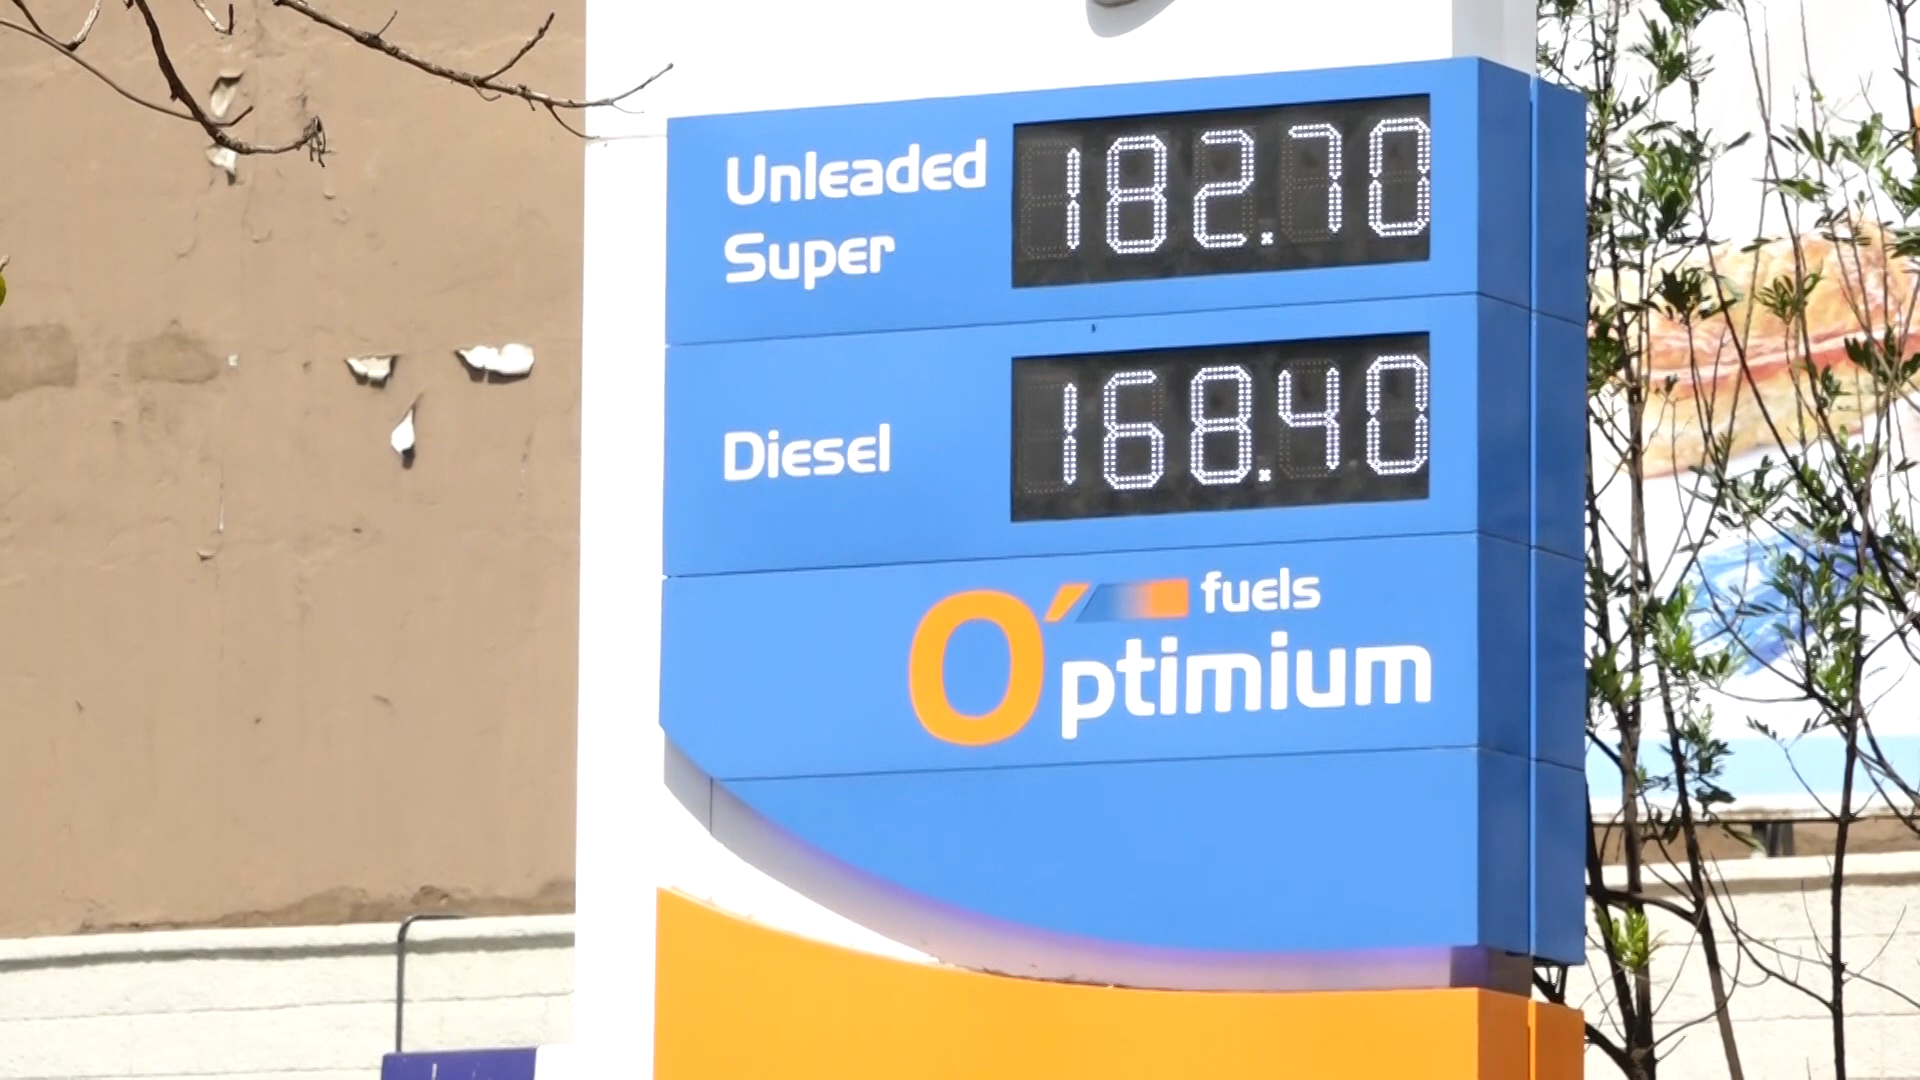 Unleaded 182.70
Super
Diesel 168.40
fuels
O'ptimium